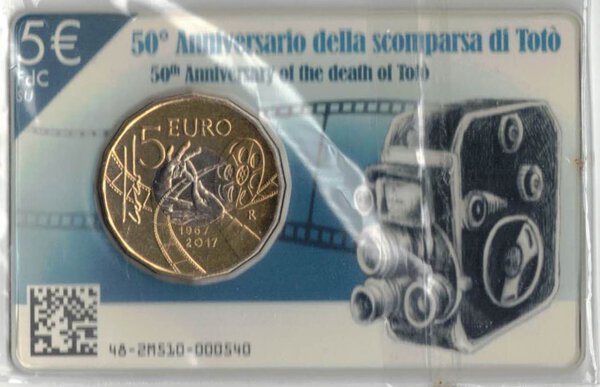 5€
FdC
SU
50° Anniversario della scomparsa di Totò
50th Anniversary of the death of Totò
5 EURO
R
1967
2017
48-2M510-000540